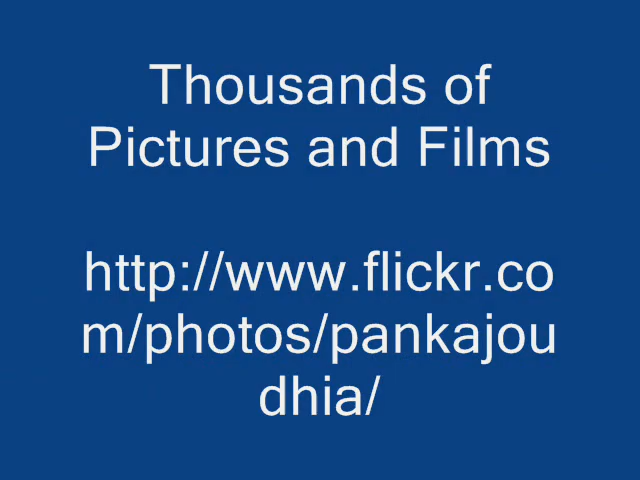 Thousands of
Pictures and Films
http://www.flickr.co
m/photos/pankajou
dhia/